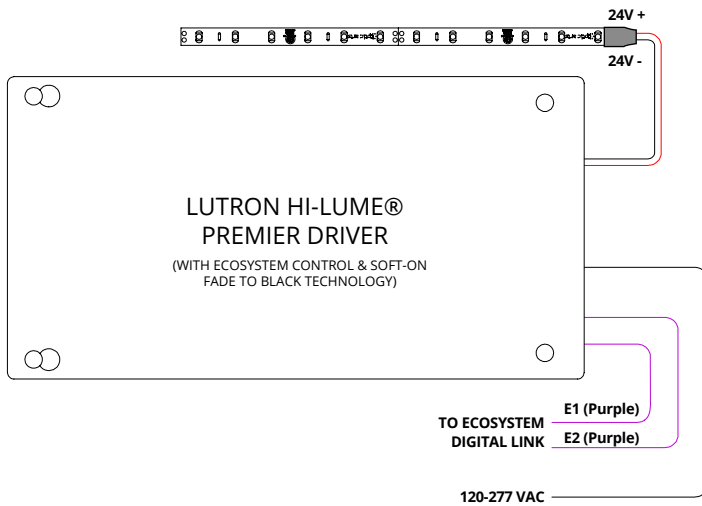 24V +
24V -
LUTRON HI-LUME®
PREMIER DRIVER
(WITH ECOSYSTEM CONTROL & SOFT-ON
FADE TO BLACK TECHNOLOGY)
E1 (Purple)
TO ECOSYSTEM
DIGITAL LINK
E2 (Purple)
120-277 VAC